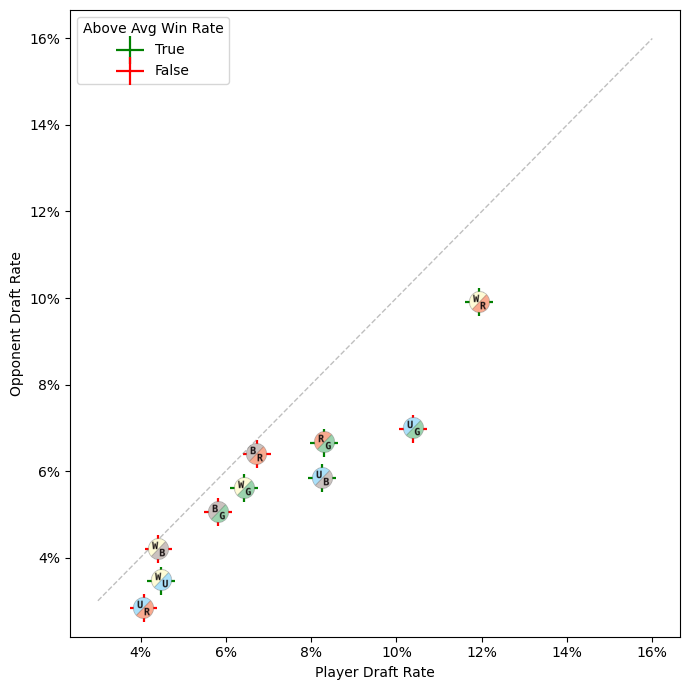 Above Avg Win Rate
True
False
16%
14%
12%
10%
8%
6%
4%
Opponent Draft Rate
W R
U G
R G
B R
U B
W G
B G
W B
W U
U R
4% 6% 8% 10% 12% 14% 16%
Player Draft Rate